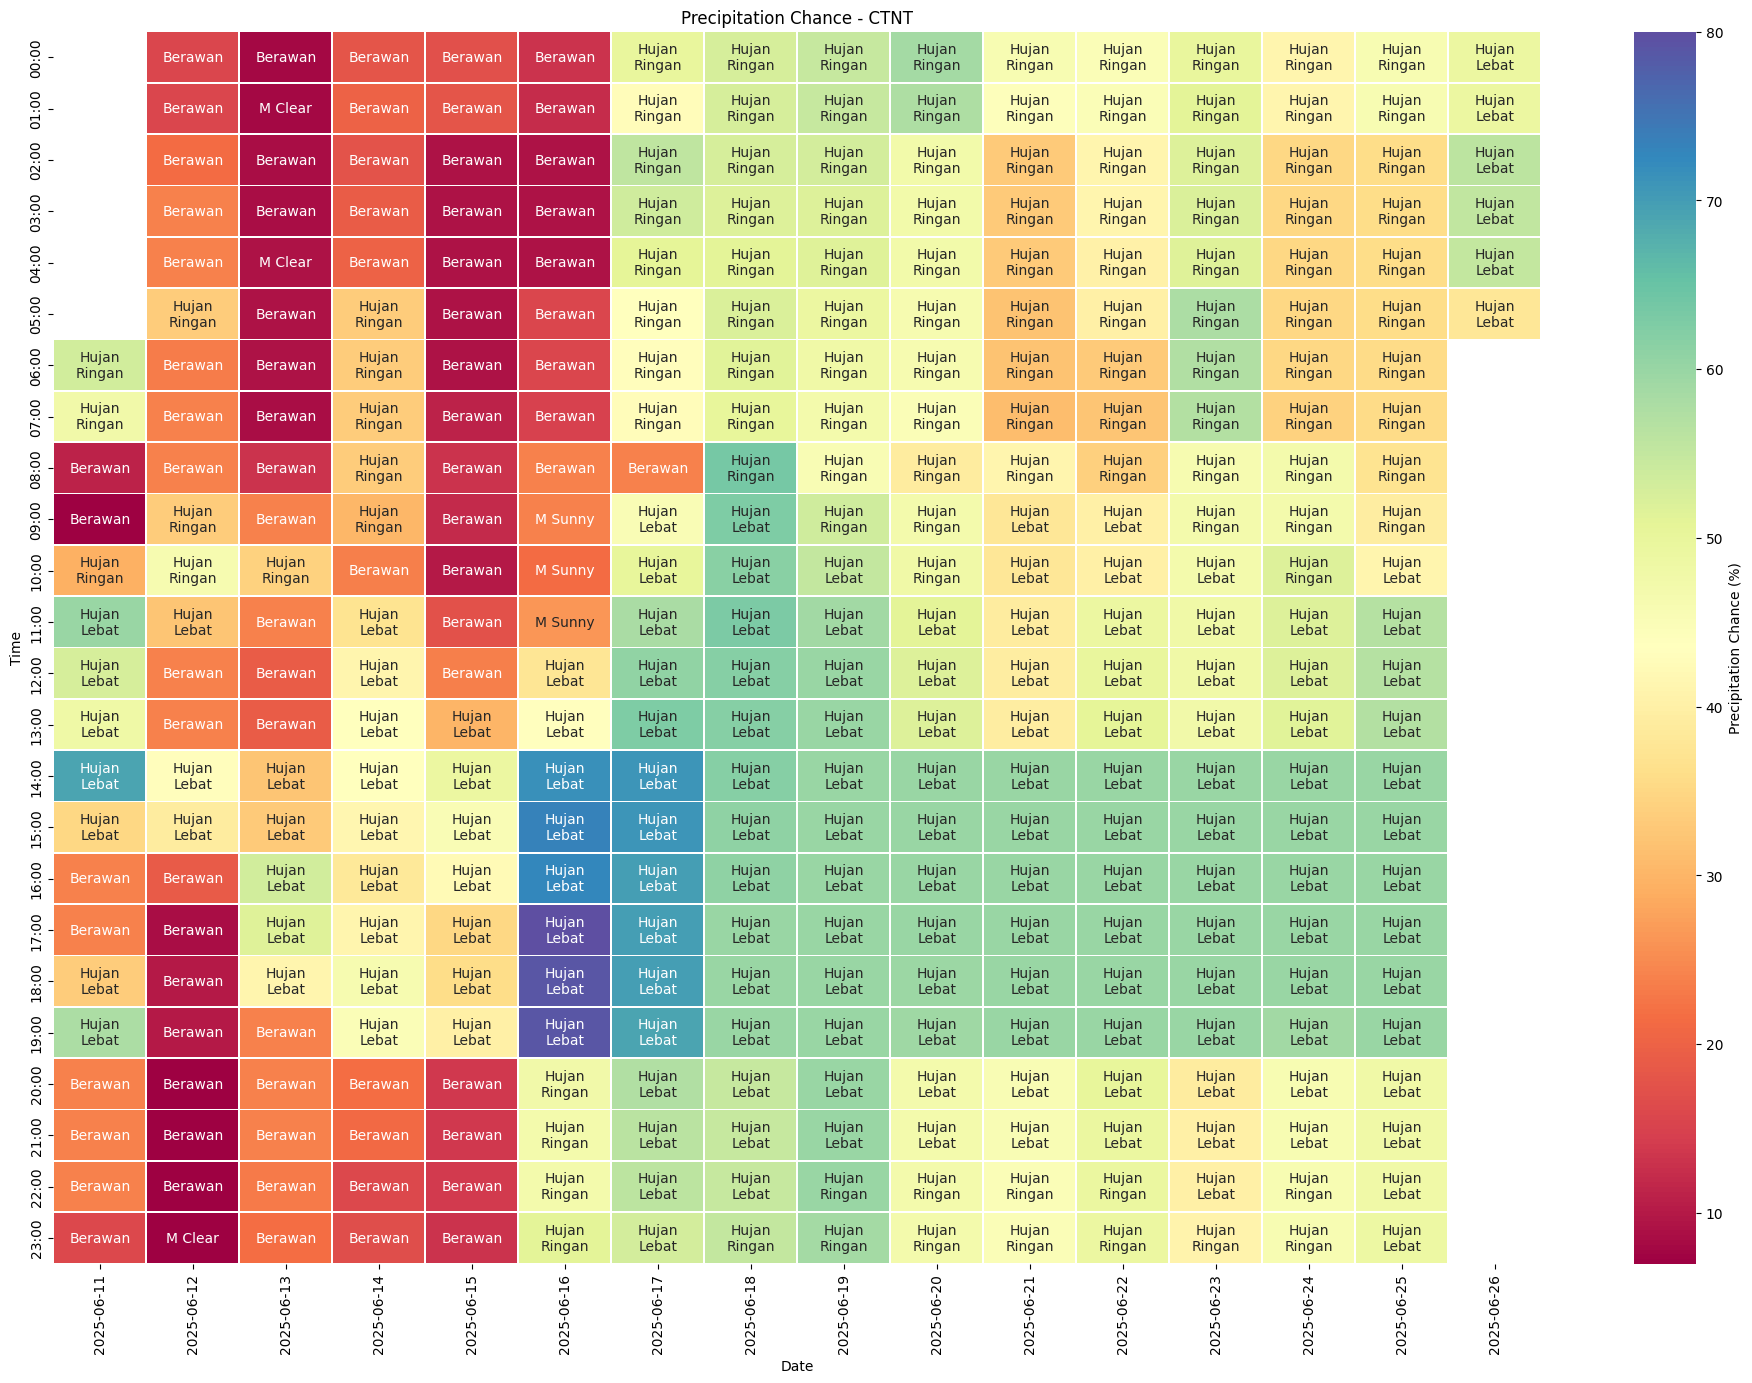 Precipitation Chance - CTNT
00:00 Berawan Berawan Berawan Berawan Berawan Hujan Ringan Hujan Ringan Hujan Ringan Hujan Ringan Hujan Ringan Hujan Ringan Hujan Ringan Hujan Ringan Hujan Ringan Hujan Lebat
01:00 Berawan M Clear Berawan Berawan Berawan Hujan Ringan Hujan Ringan Hujan Ringan Hujan Ringan Hujan Ringan Hujan Ringan Hujan Ringan Hujan Ringan Hujan Ringan Hujan Lebat
02:00 Berawan Berawan Berawan Berawan Berawan Hujan Ringan Hujan Ringan Hujan Ringan Hujan Ringan Hujan Ringan Hujan Ringan Hujan Ringan Hujan Ringan Hujan Ringan Hujan Lebat
03:00 Berawan Berawan Berawan Berawan Berawan Hujan Ringan Hujan Ringan Hujan Ringan Hujan Ringan Hujan Ringan Hujan Ringan Hujan Ringan Hujan Ringan Hujan Ringan Hujan Lebat
04:00 Berawan M Clear Berawan Berawan Berawan Hujan Ringan Hujan Ringan Hujan Ringan Hujan Ringan Hujan Ringan Hujan Ringan Hujan Ringan Hujan Ringan Hujan Ringan Hujan Lebat
05:00 Hujan Ringan Berawan Hujan Ringan Berawan Berawan Hujan Ringan Hujan Ringan Hujan Ringan Hujan Ringan Hujan Ringan Hujan Ringan Hujan Ringan Hujan Ringan Hujan Ringan Hujan Lebat
06:00 Hujan Ringan Berawan Berawan Hujan Ringan Berawan Berawan Hujan Ringan Hujan Ringan Hujan Ringan Hujan Ringan Hujan Ringan Hujan Ringan Hujan Ringan Hujan Ringan Hujan Ringan
07:00 Hujan Ringan Berawan Berawan Hujan Ringan Berawan Berawan Hujan Ringan Hujan Ringan Hujan Ringan Hujan Ringan Hujan Ringan Hujan Ringan Hujan Ringan Hujan Ringan Hujan Ringan
08:00 Berawan Berawan Berawan Hujan Ringan Berawan Berawan Berawan Hujan Ringan Hujan Ringan Hujan Ringan Hujan Ringan Hujan Ringan Hujan Ringan Hujan Ringan Hujan Ringan
09:00 Berawan Hujan Ringan Berawan Hujan Ringan Berawan M Sunny Hujan Lebat Hujan Lebat Hujan Ringan Hujan Ringan Hujan Lebat Hujan Lebat Hujan Ringan Hujan Ringan Hujan Ringan
10:00 Hujan Ringan Hujan Ringan Hujan Ringan Berawan Berawan M Sunny Hujan Lebat Hujan Lebat Hujan Lebat Hujan Ringan Hujan Lebat Hujan Lebat Hujan Lebat Hujan Ringan Hujan Lebat
11:00 Hujan Lebat Hujan Lebat Berawan Hujan Lebat Berawan M Sunny Hujan Lebat Hujan Lebat Hujan Lebat Hujan Lebat Hujan Lebat Hujan Lebat Hujan Lebat Hujan Lebat Hujan Lebat
12:00 Hujan Lebat Berawan Berawan Hujan Lebat Berawan Hujan Lebat Hujan Lebat Hujan Lebat Hujan Lebat Hujan Lebat Hujan Lebat Hujan Lebat Hujan Lebat Hujan Lebat Hujan Lebat
13:00 Hujan Lebat Berawan Berawan Hujan Lebat Hujan Lebat Hujan Lebat Hujan Lebat Hujan Lebat Hujan Lebat Hujan Lebat Hujan Lebat Hujan Lebat Hujan Lebat Hujan Lebat Hujan Lebat
14:00 Hujan Lebat Hujan Lebat Hujan Lebat Hujan Lebat Hujan Lebat Hujan Lebat Hujan Lebat Hujan Lebat Hujan Lebat Hujan Lebat Hujan Lebat Hujan Lebat Hujan Lebat Hujan Lebat Hujan Lebat
15:00 Hujan Lebat Hujan Lebat Hujan Lebat Hujan Lebat Hujan Lebat Hujan Lebat Hujan Lebat Hujan Lebat Hujan Lebat Hujan Lebat Hujan Lebat Hujan Lebat Hujan Lebat Hujan Lebat Hujan Lebat
16:00 Berawan Berawan Hujan Lebat Hujan Lebat Hujan Lebat Hujan Lebat Hujan Lebat Hujan Lebat Hujan Lebat Hujan Lebat Hujan Lebat Hujan Lebat Hujan Lebat Hujan Lebat Hujan Lebat
17:00 Berawan Berawan Hujan Lebat Hujan Lebat Hujan Lebat Hujan Lebat Hujan Lebat Hujan Lebat Hujan Lebat Hujan Lebat Hujan Lebat Hujan Lebat Hujan Lebat Hujan Lebat Hujan Lebat
18:00 Hujan Lebat Berawan Hujan Lebat Hujan Lebat Hujan Lebat Hujan Lebat Hujan Lebat Hujan Lebat Hujan Lebat Hujan Lebat Hujan Lebat Hujan Lebat Hujan Lebat Hujan Lebat Hujan Lebat
19:00 Hujan Lebat Berawan Berawan Hujan Lebat Hujan Lebat Hujan Lebat Hujan Lebat Hujan Lebat Hujan Lebat Hujan Lebat Hujan Lebat Hujan Lebat Hujan Lebat Hujan Lebat Hujan Lebat
20:00 Berawan Berawan Berawan Berawan Berawan Hujan Ringan Hujan Lebat Hujan Lebat Hujan Lebat Hujan Lebat Hujan Lebat Hujan Lebat Hujan Lebat Hujan Lebat Hujan Lebat
21:00 Berawan Berawan Berawan Berawan Berawan Hujan Ringan Hujan Lebat Hujan Lebat Hujan Lebat Hujan Lebat Hujan Lebat Hujan Lebat Hujan Lebat Hujan Lebat Hujan Lebat
22:00 Berawan Berawan Berawan Berawan Berawan Hujan Ringan Hujan Lebat Hujan Lebat Hujan Ringan Hujan Ringan Hujan Ringan Hujan Ringan Hujan Lebat Hujan Ringan Hujan Lebat
23:00 Berawan M Clear Berawan Berawan Berawan Hujan Ringan Hujan Lebat Hujan Ringan Hujan Ringan Hujan Ringan Hujan Ringan Hujan Ringan Hujan Ringan Hujan Ringan Hujan Lebat
2025-06-11 2025-06-12 2025-06-13 2025-06-14 2025-06-15 2025-06-16 2025-06-17 2025-06-18 2025-06-19 2025-06-20 2025-06-21 2025-06-22 2025-06-23 2025-06-24 2025-06-25 2025-06-26
Date
Time
80
70
60
50
40
30
20
10
Precipitation Chance (%)